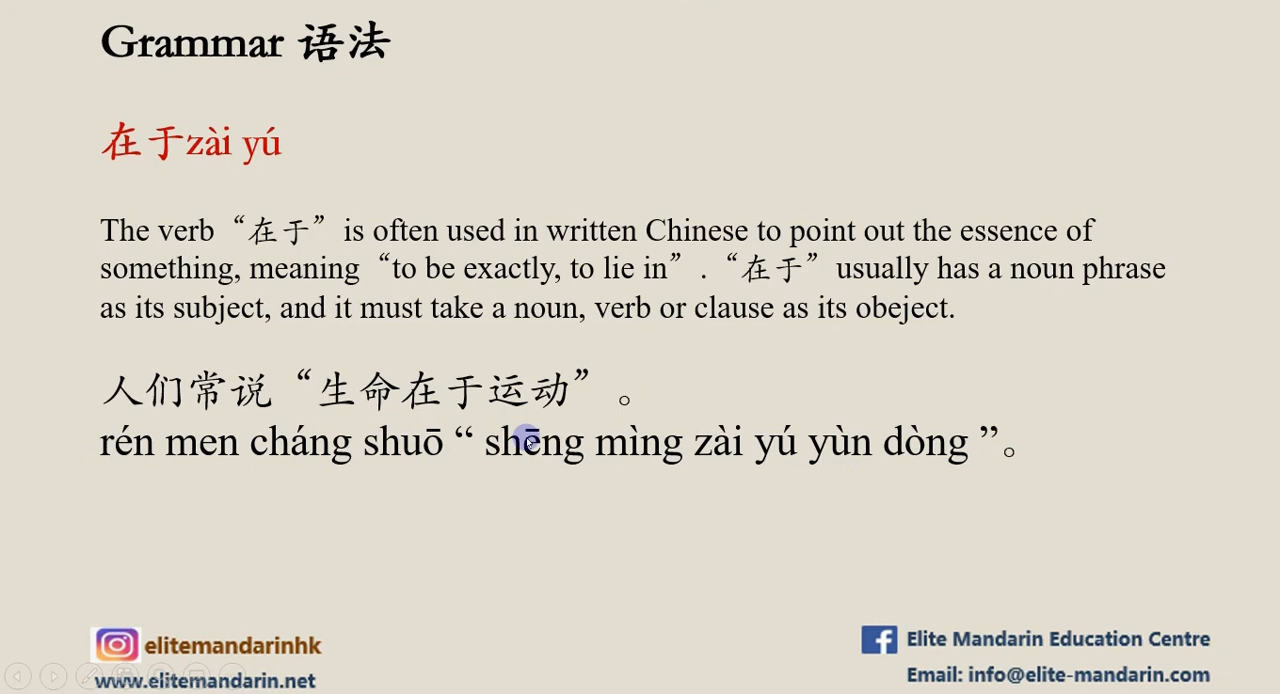 Grammar 语法
在于zài yú
The verb “在于” is often used in written Chinese to point out the essence of
something, meaning “to be exactly, to lie in” . “在于” usually has a noun phrase
as its subject, and it must take a noun, verb or clause as its obeject.
人们常说“生命在于运动”。
rén men cháng shuō “ shēng mìng zài yú yùn dòng ”。
elitemandarinhk
www.elitemandarin.net
Elite Mandarin Education Centre
Email: info@elite-mandarin.com